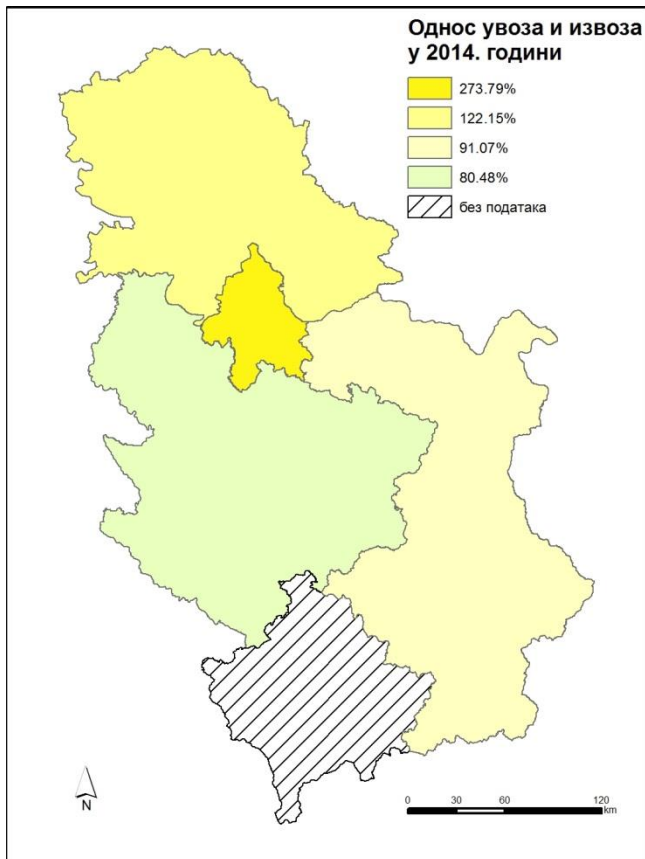 Однос увоза и извоза
у 2014. години
273.79%
122.15%
91.07%
80.48%
без података
N
0 30 60 120
km